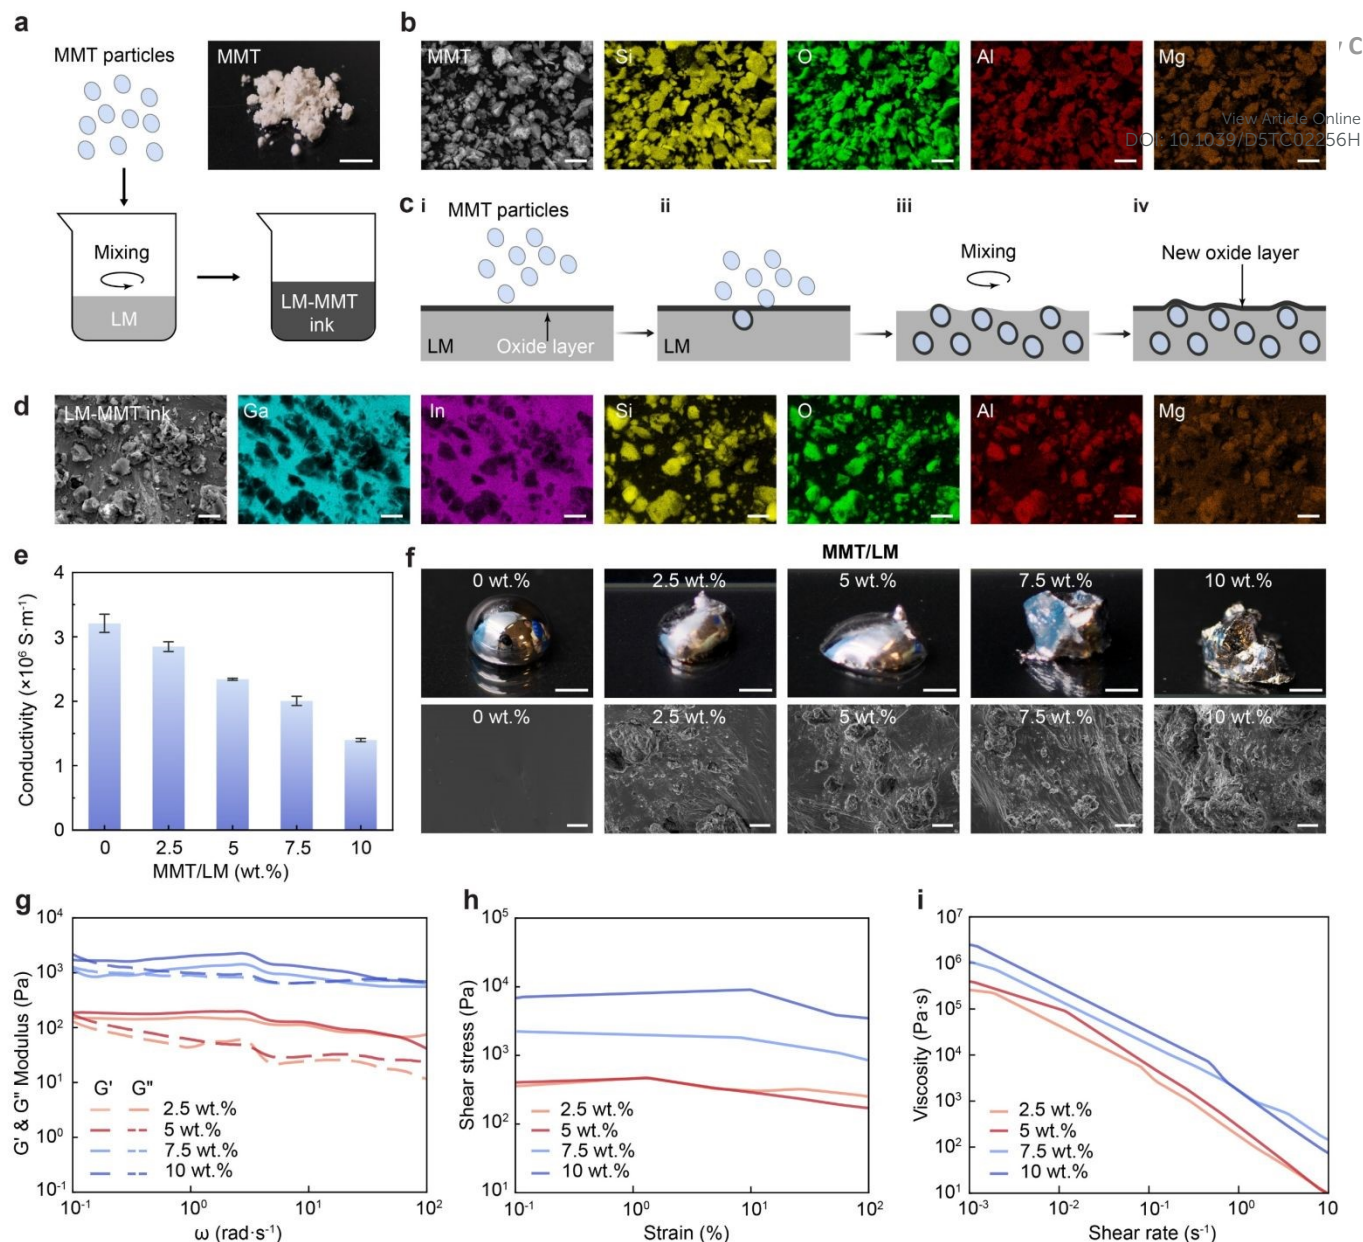 a
MMT particles
MMT
Mixing
LM
LM-MMT
ink
b
MMT
Si
O
Al
Mg
y C
View Article Online
DOI: 10.1039/D5TC02256H
c
i
MMT particles
LM
Oxide layer
ii
LM
iii
Mixing
iv
New oxide layer
d
LM-MMT ink
Ga
In
Si
O
Al
Mg
e
Conductivity (×10⁶ S·m⁻¹)
4
3
2
1
0
0 2.5 5 7.5 10
MMT/LM (wt.%)
f
MMT/LM
0 wt.% 2.5 wt.% 5 wt.% 7.5 wt.% 10 wt.%
0 wt.% 2.5 wt.% 5 wt.% 7.5 wt.% 10 wt.%
g
G' & G" Modulus (Pa)
10⁴
10³
10²
10¹
10⁰
10⁻¹
G' G"
2.5 wt.%
5 wt.%
7.5 wt.%
10 wt.%
10⁻¹ 10⁰ 10¹ 10²
ω (rad·s⁻¹)
h
Shear stress (Pa)
10⁵
10⁴
10³
10²
10¹
2.5 wt.%
5 wt.%
7.5 wt.%
10 wt.%
10⁻¹ 10⁰ 10¹ 10²
Strain (%)
i
Viscosity (Pa·s)
10⁷
10⁶
10⁵
10⁴
10³
10²
10¹
2.5 wt.%
5 wt.%
7.5 wt.%
10 wt.%
10⁻³ 10⁻² 10⁻¹ 10⁰ 10
Shear rate (s⁻¹)